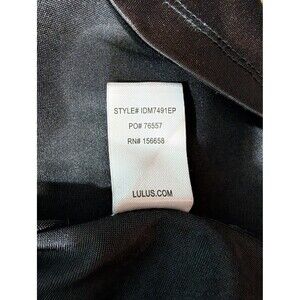 STYLE# IDM7491EP
PO# 76557
RN# 156658
LULUS.COM